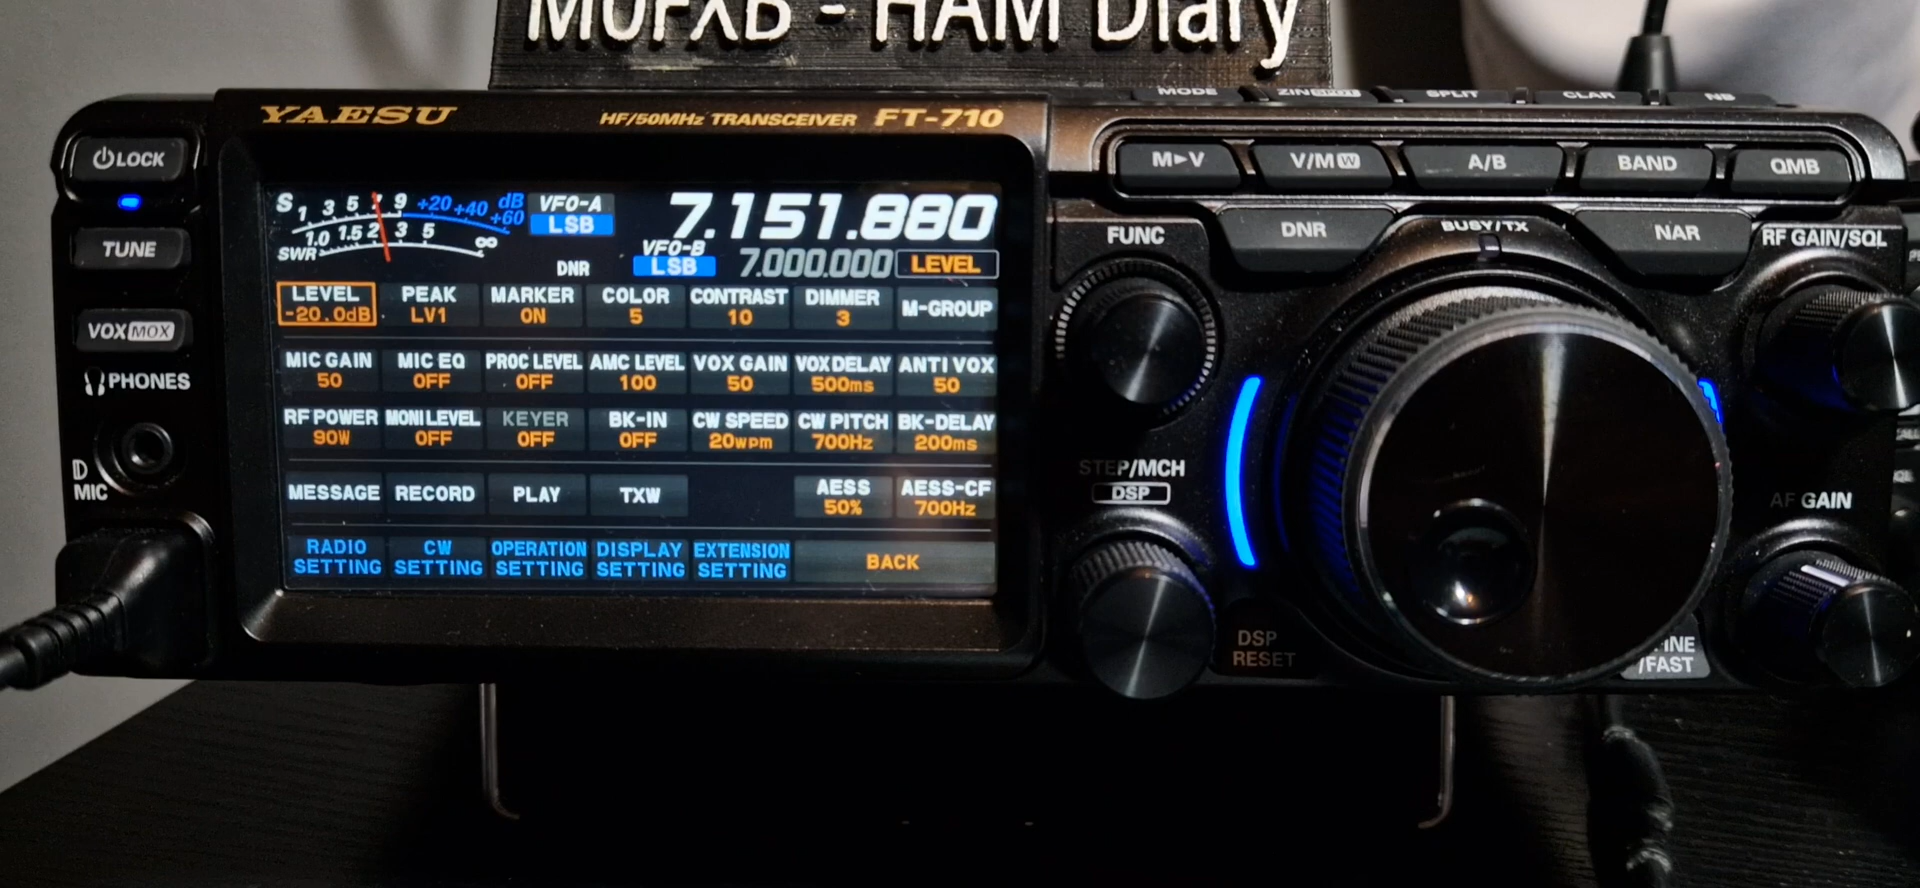 M0FXB - HAM Diary
YAESU HF/50MHz TRANSCEIVER FT-710
MODE SPLIT CLAR NB
LOCK
TUNE
VOX MOX
PHONES
MIC
S 1 3 5 7 9 +20 +40 +60 dB
SWR 1.0 1.5 2 3 5 ∞
VFO-A LSB 7.151.880
VFO-B LSB 7.000.000 LEVEL
DNR
LEVEL PEAK MARKER COLOR CONTRAST DIMMER M-GROUP
-20.0dB LV1 ON 5 10 3
MIC GAIN MIC EQ PROC LEVEL AMC LEVEL VOX GAIN VOX DELAY ANTI VOX
50 OFF OFF 100 50 500ms 50
RF POWER MONI LEVEL KEYER BK-IN CW SPEED CW PITCH BK-DELAY
90W OFF OFF OFF 20wpm 700Hz 200ms
MESSAGE RECORD PLAY TXW AESS AESS-CF
50% 700Hz
RADIO CW OPERATION DISPLAY EXTENSION BACK
SETTING SETTING SETTING SETTING SETTING
M►V V/M W A/B BAND QMB
FUNC DNR BUSY/TX NAR RF GAIN/SQL
STEP/MCH
DSP
AF GAIN
DSP
RESET
/FAST